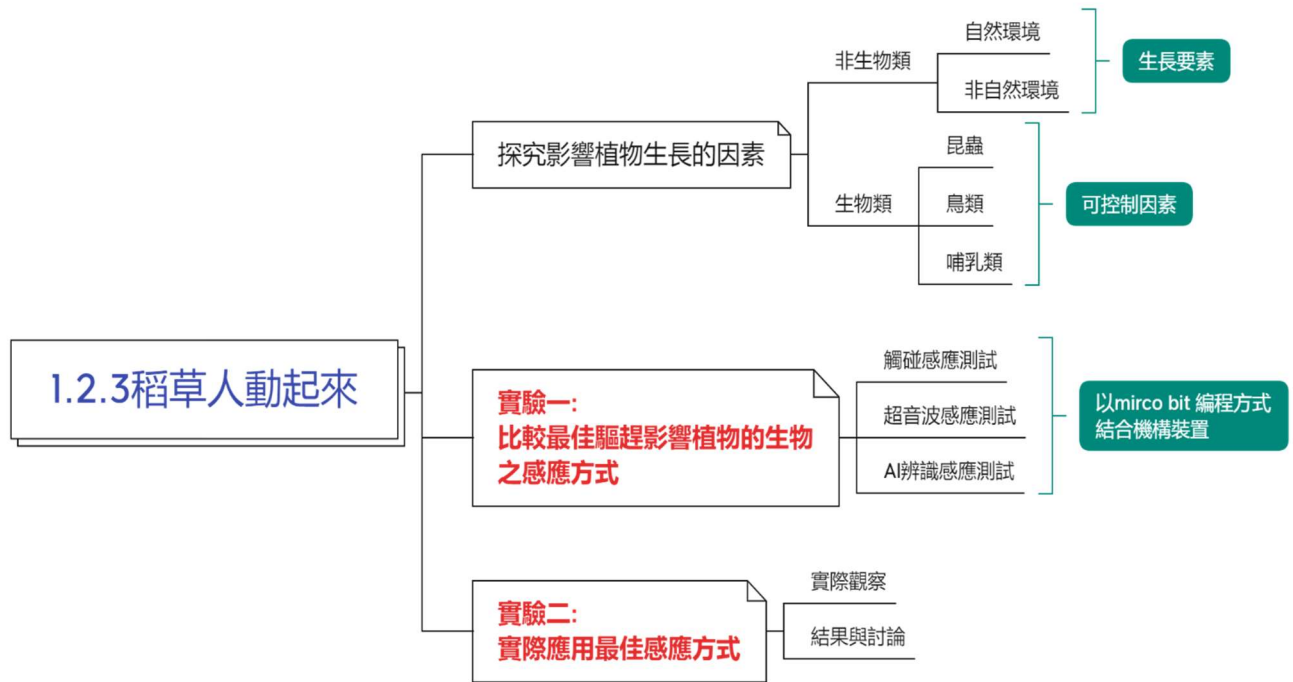 自然環境
非生物類
生長要素
非自然環境
探究影響植物生長的因素
昆蟲
生物類
鳥類
可控制因素
哺乳類
1.2.3稻草人動起來
實驗一:
比較最佳驅趕影響植物的生物
之感應方式
觸碰感應測試
超音波感應測試
AI辨識感應測試
以mirco bit 編程方式
結合機構裝置
實驗二:
實際應用最佳感應方式
實際觀察
結果與討論